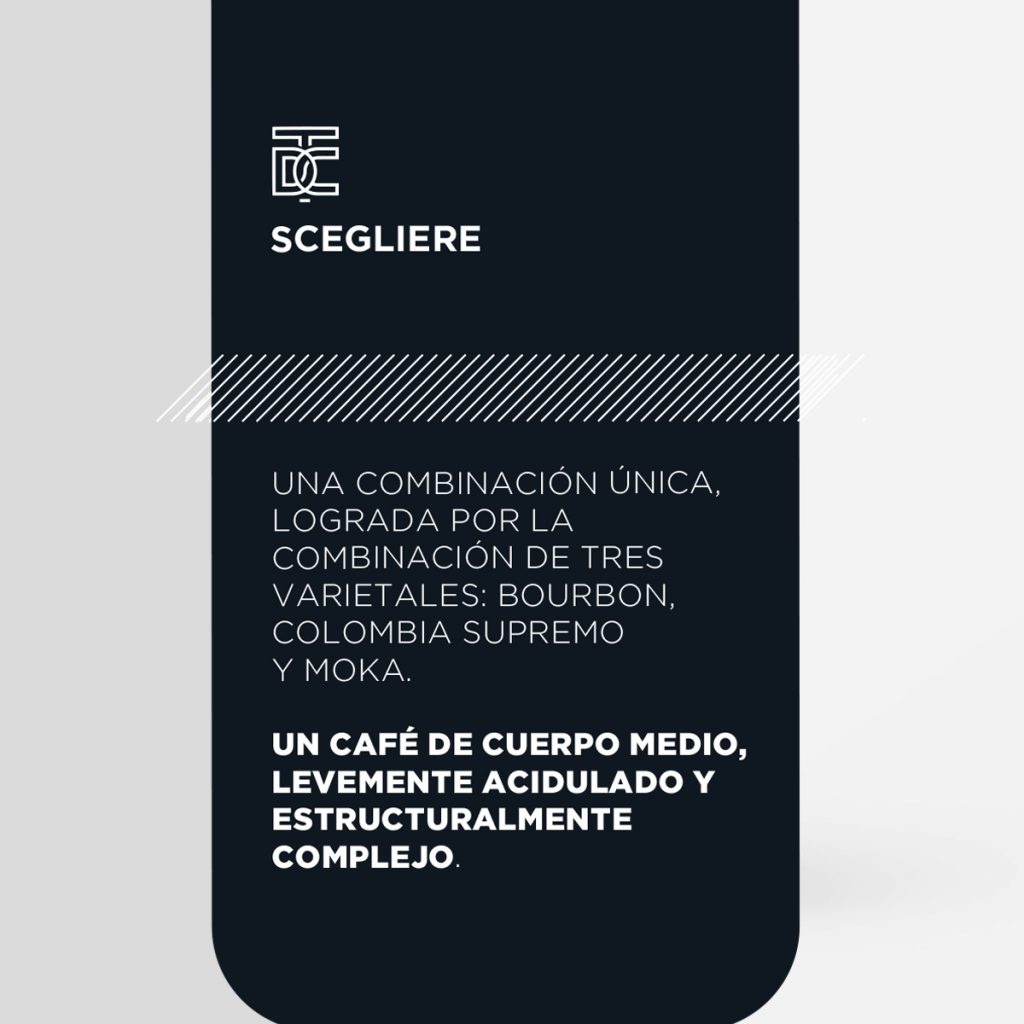 TDC
SCEGLIERE
UNA COMBINACIÓN ÚNICA,
LOGRADA POR LA
COMBINACIÓN DE TRES
VARIETALES: BOURBON,
COLOMBIA SUPREMO
Y MOKA.
UN CAFÉ DE CUERPO MEDIO,
LEVEMENTE ACIDULADO Y
ESTRUCTURALMENTE
COMPLEJO.